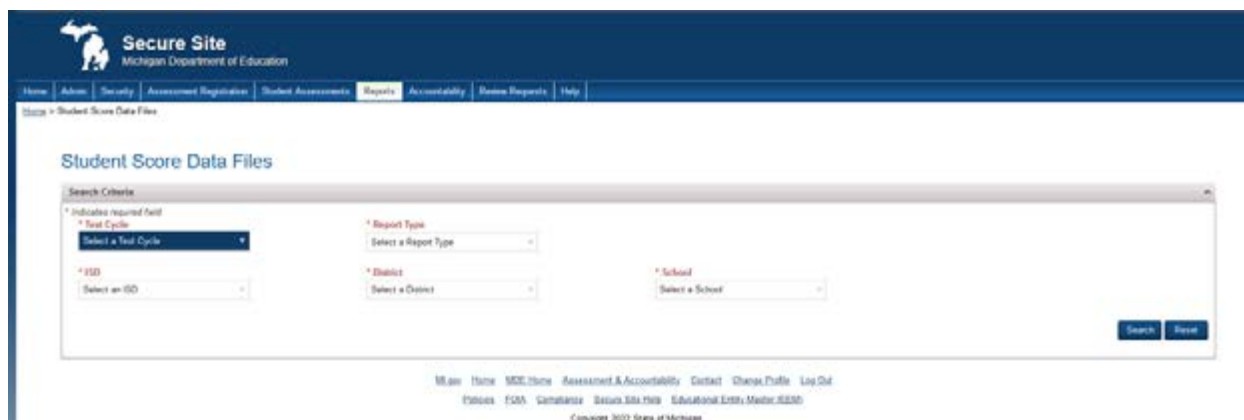 Secure Site
Michigan Department of Education
Home Admin Security Assessment Registration Student Assessments Reports Accountability Review Requests Help
Home > Student Score Data Files
Student Score Data Files
Search Criteria
* Indicates required field
* Test Cycle * Report Type
Select a Test Cycle Select a Report Type
* ISD * District * School
Select an ISD Select a District Select a School
Search Reset
MI.gov Home MDE Home Assessment & Accountability Contact Change Profile Log Out
Policies FOIA Compliance Secure Site Help Educational Entity Master (EEM)
Copyright 2022 State of Michigan